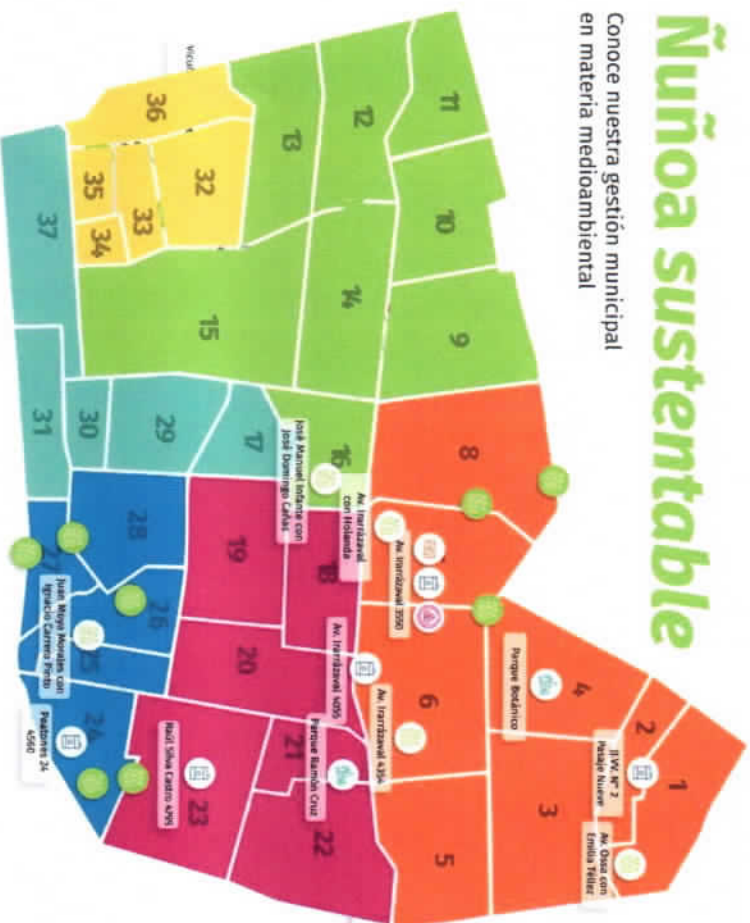 Ñuñoa sustentable
Conoce nuestra gestión municipal
en materia medioambiental
1
2
JJ.VV. N° 2
Pasaje Nueve
Av. Ossa con
Emilia Téllez
4
Parque Botánico
3
11
10
9
8
Av. Irarrázaval 3550
6
Av. Irarrázaval 4354
5
12
14
Av. Irarrázaval
con Holanda
16
José Manuel Infante con
José Domingo Cañas
18
Av. Irarrázaval 4055
Parque Ramón Cruz
21
22
13
15
17
19
20
23
Raúl Silva Castro 4795
36
32
33
35
34
29
28
26
30
27
Juan Moya Morales con
Ignacio Carrera Pinto
24
Peatones 24
4560
37
31